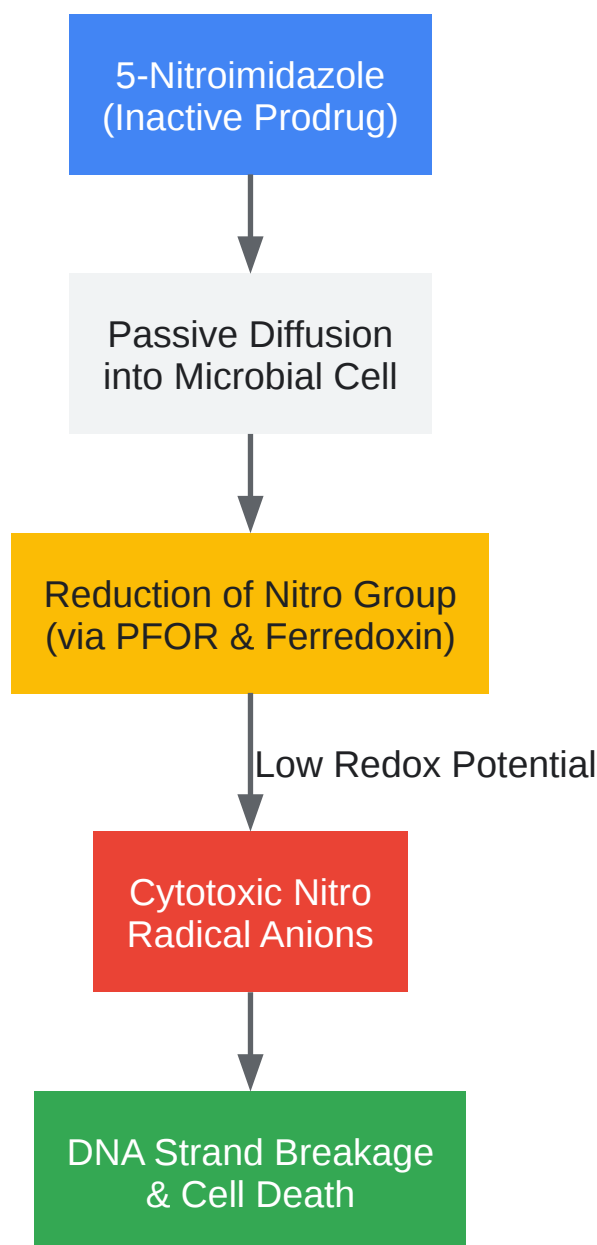 5-Nitroimidazole
(Inactive Prodrug)
Passive Diffusion
into Microbial Cell
Reduction of Nitro Group
(via PFOR & Ferredoxin)
Low Redox Potential
Cytotoxic Nitro
Radical Anions
DNA Strand Breakage
& Cell Death